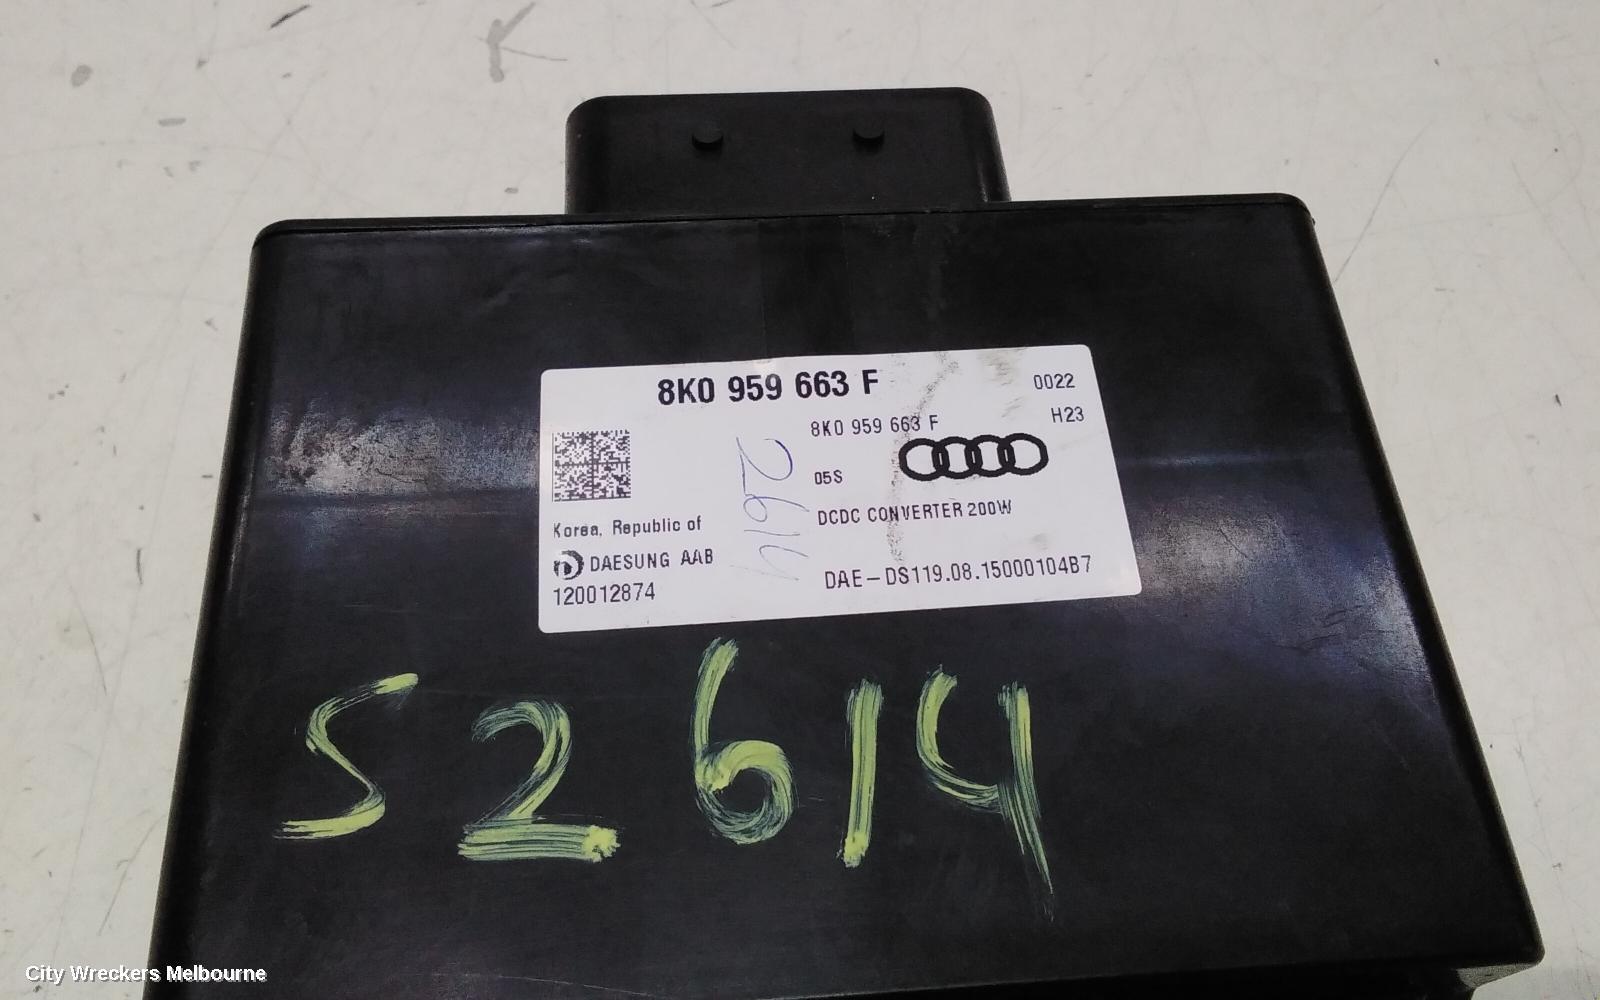 8K0 959 663 F
0022
8K0 959 663 F
H23
05S
DCDC CONVERTER 200W
Korea, Republic of
DAESUNG AAB
120012874
DAE-DS119.08.15000104B7
2614
S2614
City Wreckers Melbourne